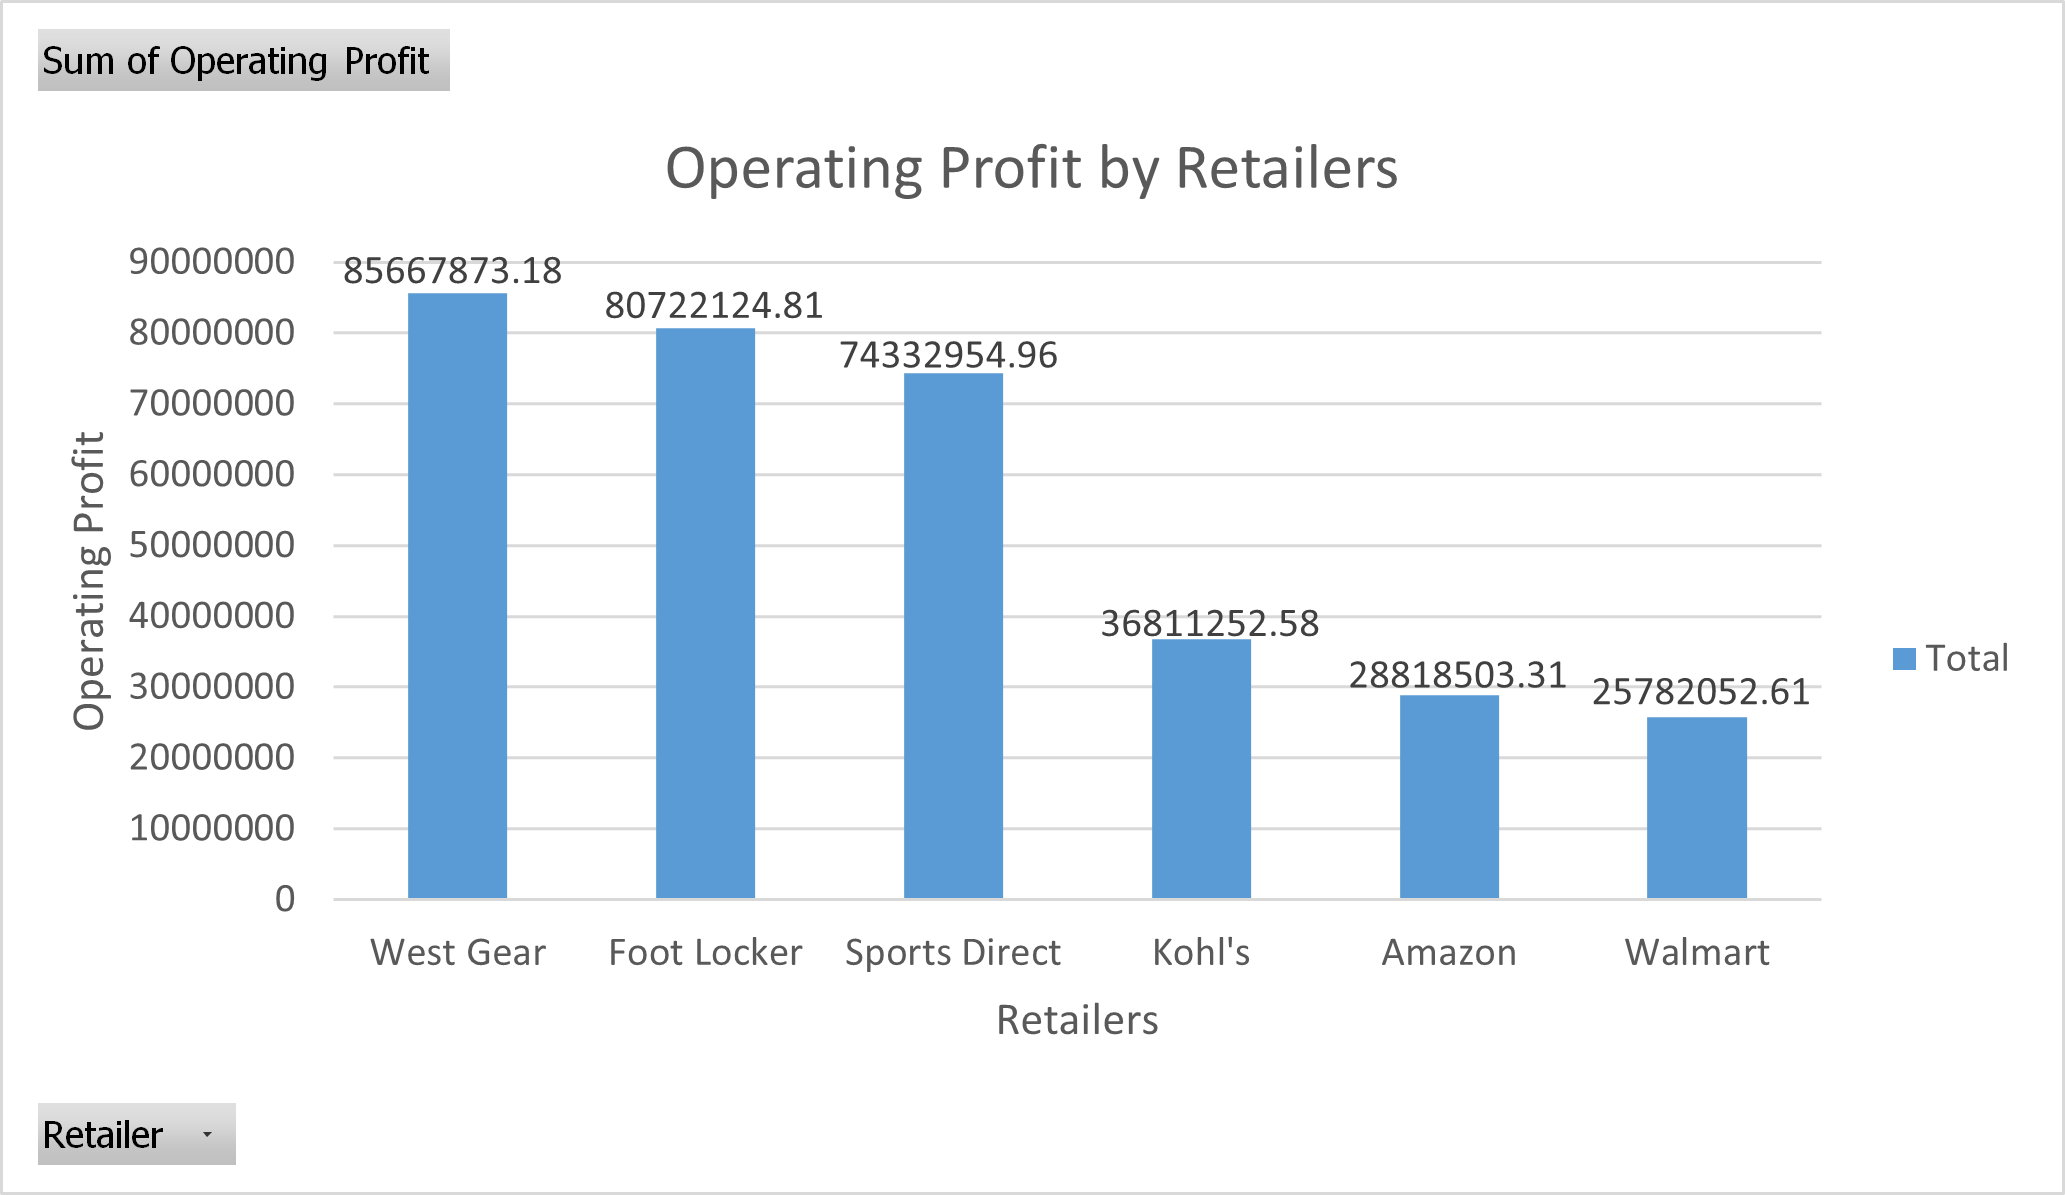 Sum of Operating Profit
Operating Profit by Retailers
Operating Profit
90000000
80000000
70000000
60000000
50000000
40000000
30000000
20000000
10000000
0
85667873.18
80722124.81
74332954.96
36811252.58
28818503.31
25782052.61
West Gear
Foot Locker
Sports Direct
Kohl's
Amazon
Walmart
Retailers
Total
Retailer